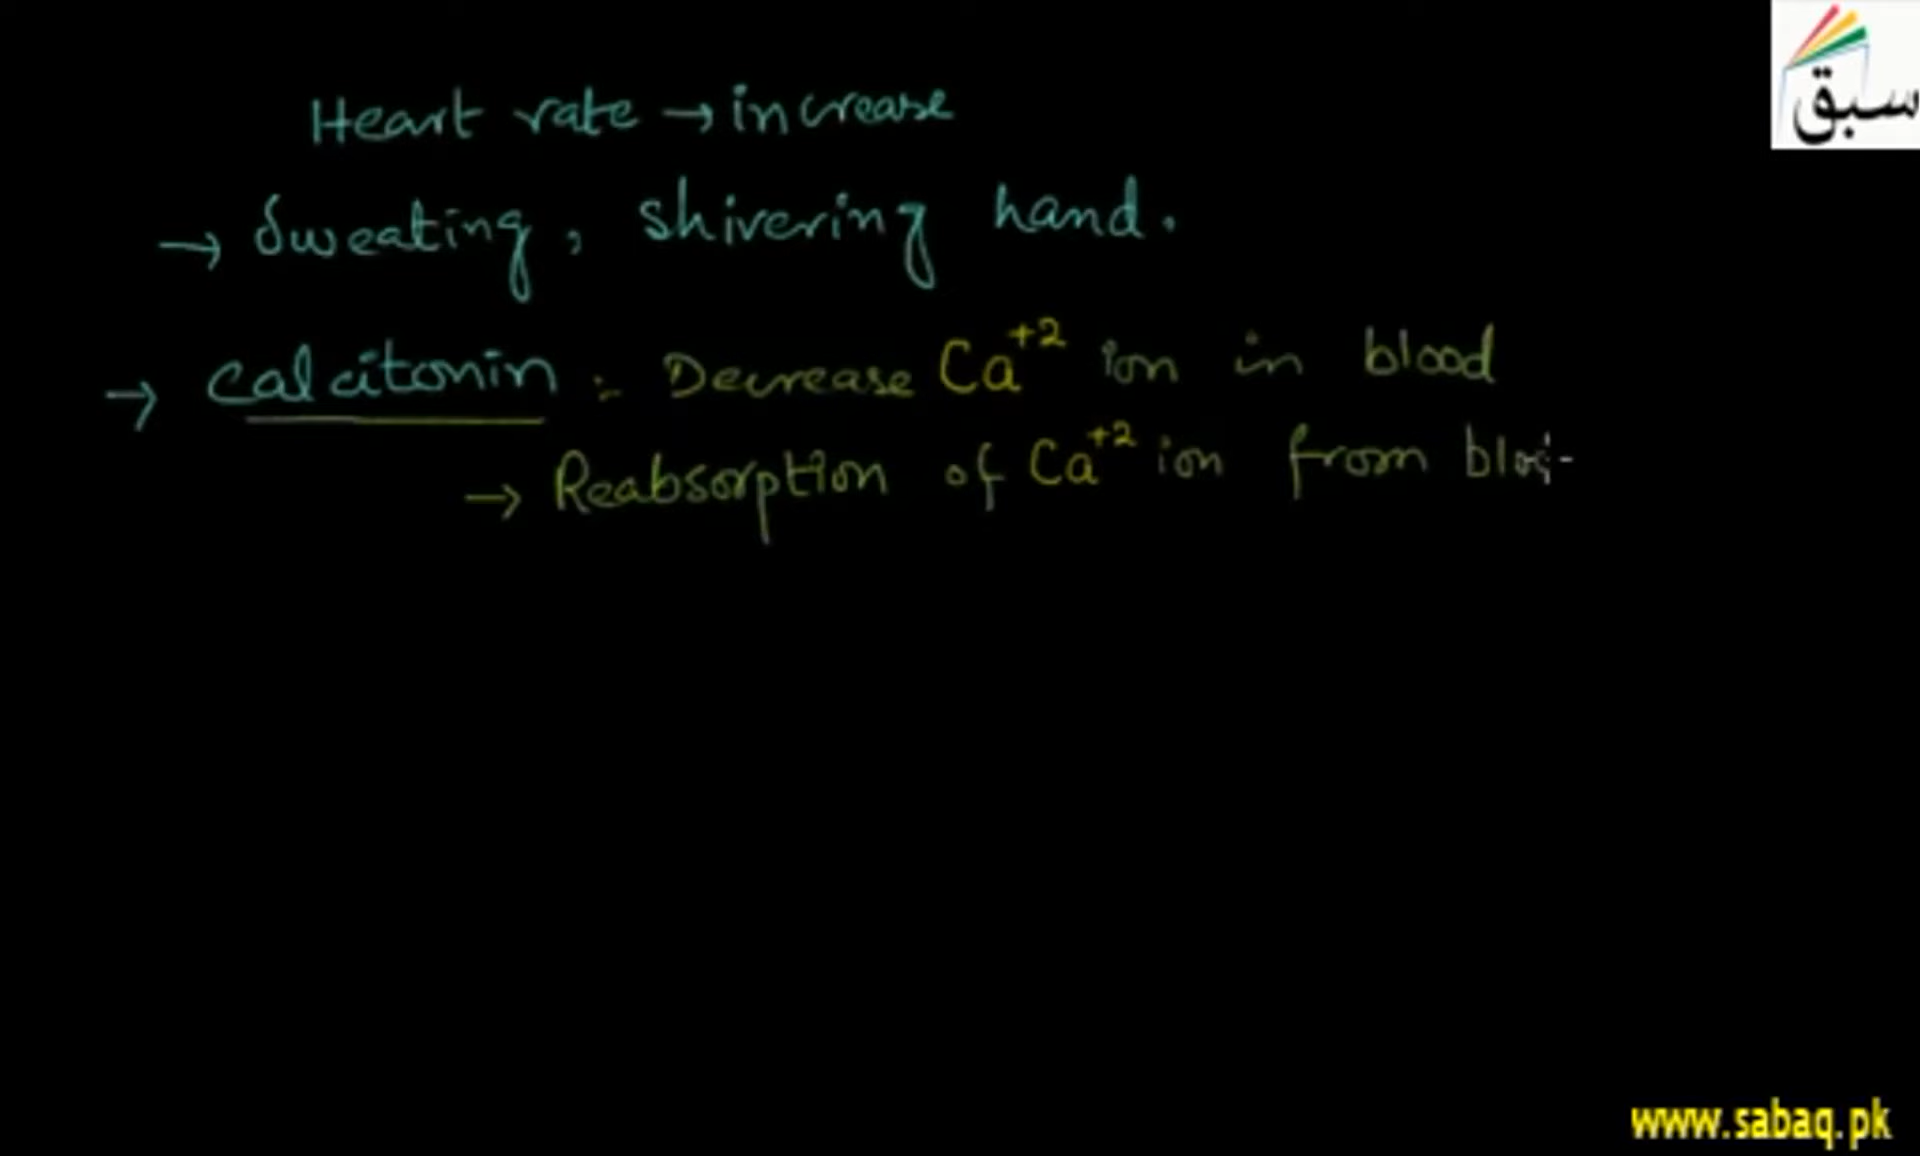 سبق
Heart rate → increase
→ Sweating, shivering hand.
→ Calcitonin :- Decrease Ca+2 ion in blood
→ Reabsorption of Ca+2 ion from
www.sabaq.pk